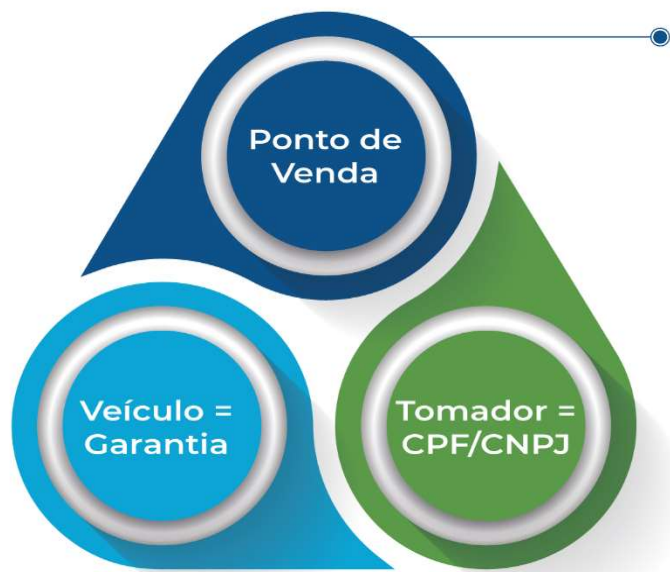 Ponto de
Venda
Veículo =
Garantia
Tomador =
CPF/CNPJ